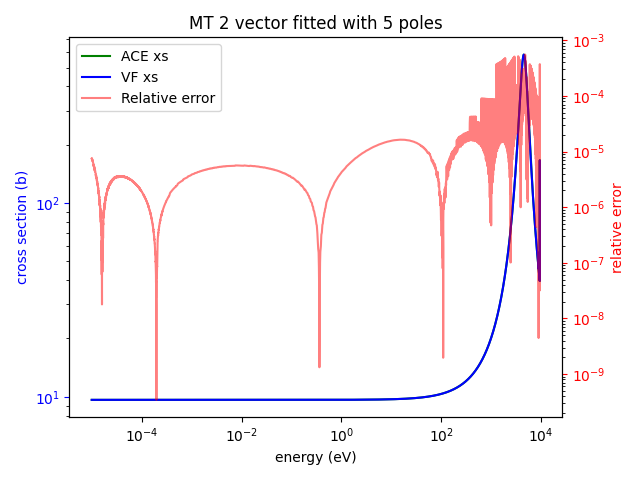 MT 2 vector fitted with 5 poles
ACE xs
VF xs
Relative error
cross section (b)
10²
10¹
10⁻³
10⁻⁴
10⁻⁵
10⁻⁶
10⁻⁷
10⁻⁸
10⁻⁹
relative error
10⁻⁴
10⁻²
10⁰
10²
10⁴
energy (eV)